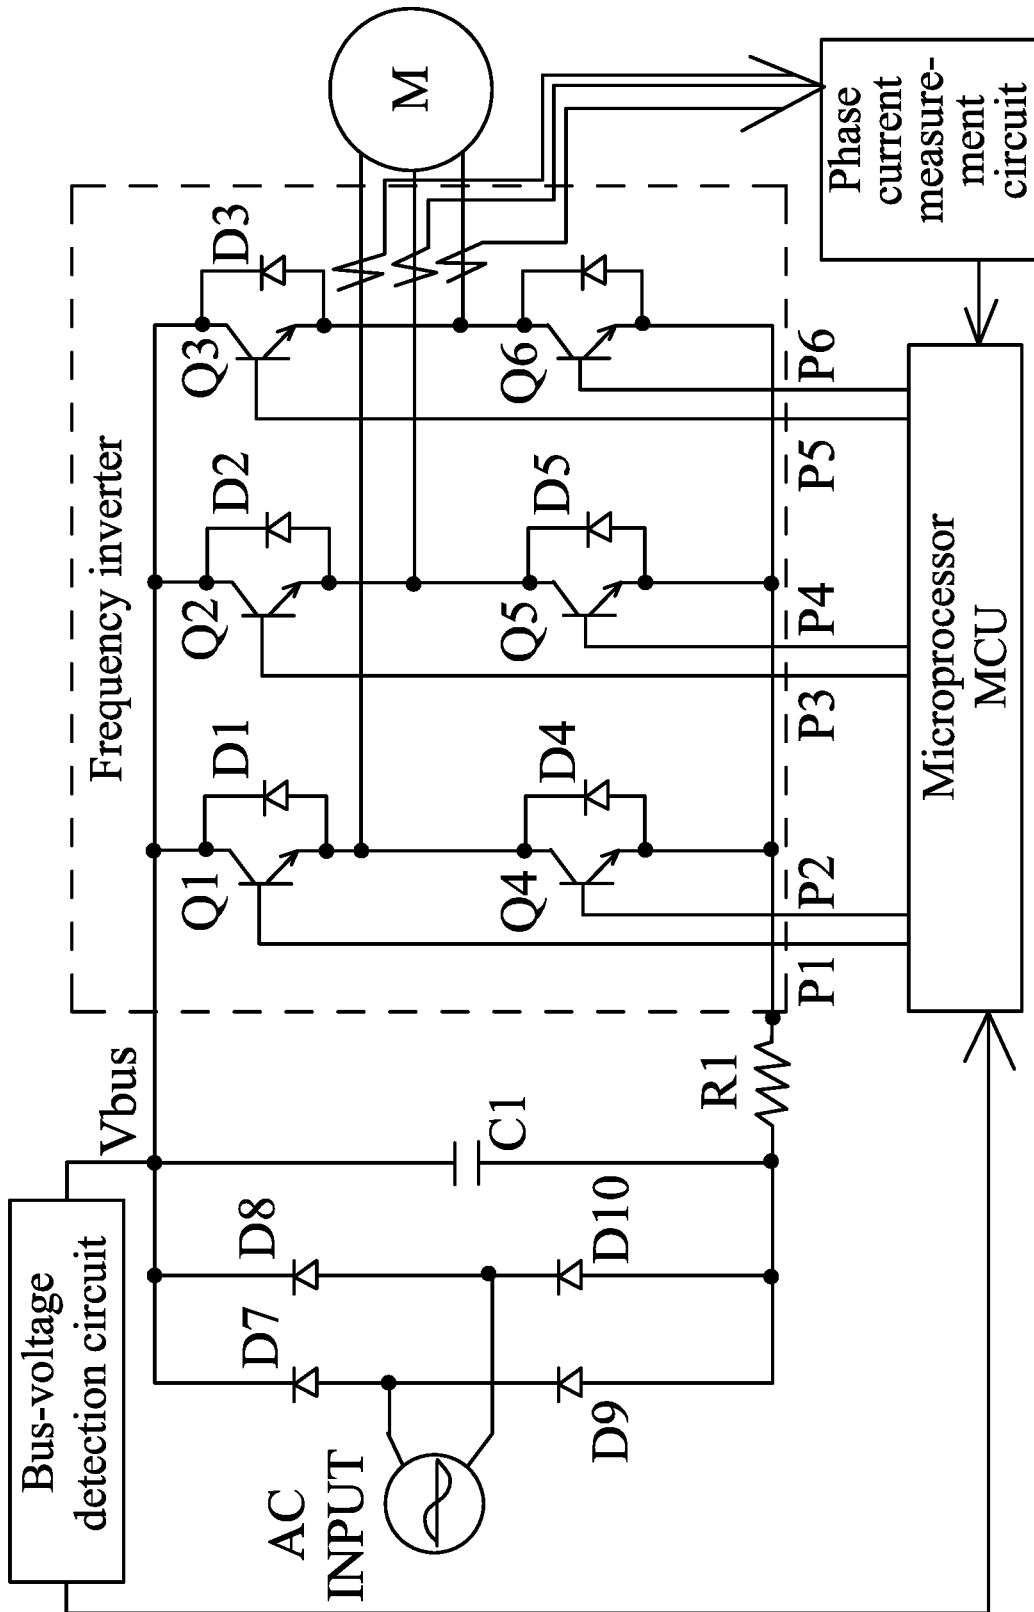 Bus-voltage
detection circuit
Vbus
Frequency inverter
AC
INPUT
D7
D8
D9
D10
C1
R1
Q1
D1
Q2
D2
Q3
D3
Q4
D4
Q5
D5
Q6
M
P1
P2
P3
P4
P5
P6
Microprocessor
MCU
Phase
current
measure-
ment
circuit